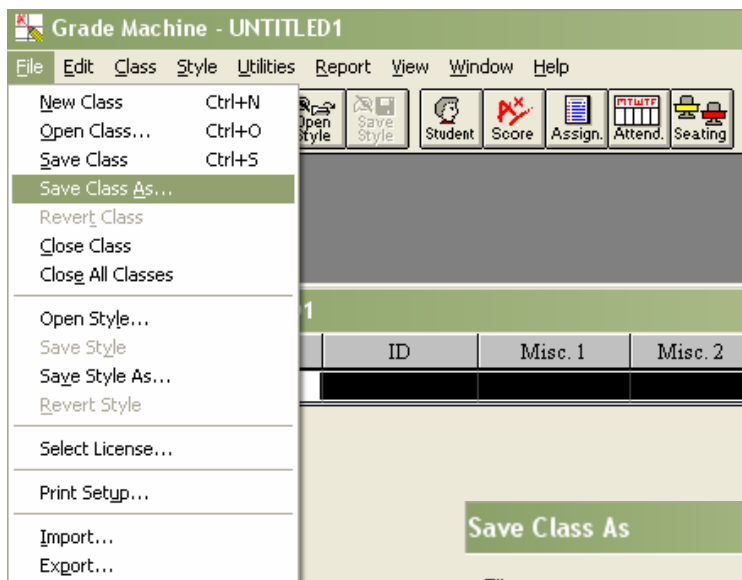 Grade Machine - UNTITLED1
File Edit Class Style Utilities Report View Window Help
New Class Ctrl+N
Open Class... Ctrl+O
Save Class Ctrl+S
Save Class As...
Revert Class
Close Class
Close All Classes
Open Style...
Save Style
Save Style As...
Revert Style
Select License...
Print Setup...
Import...
Export...
Open Style
Save Style
Student
Score
Assign.
MTWTF
Attend.
Seating
1
ID Misc. 1 Misc. 2
Save Class As